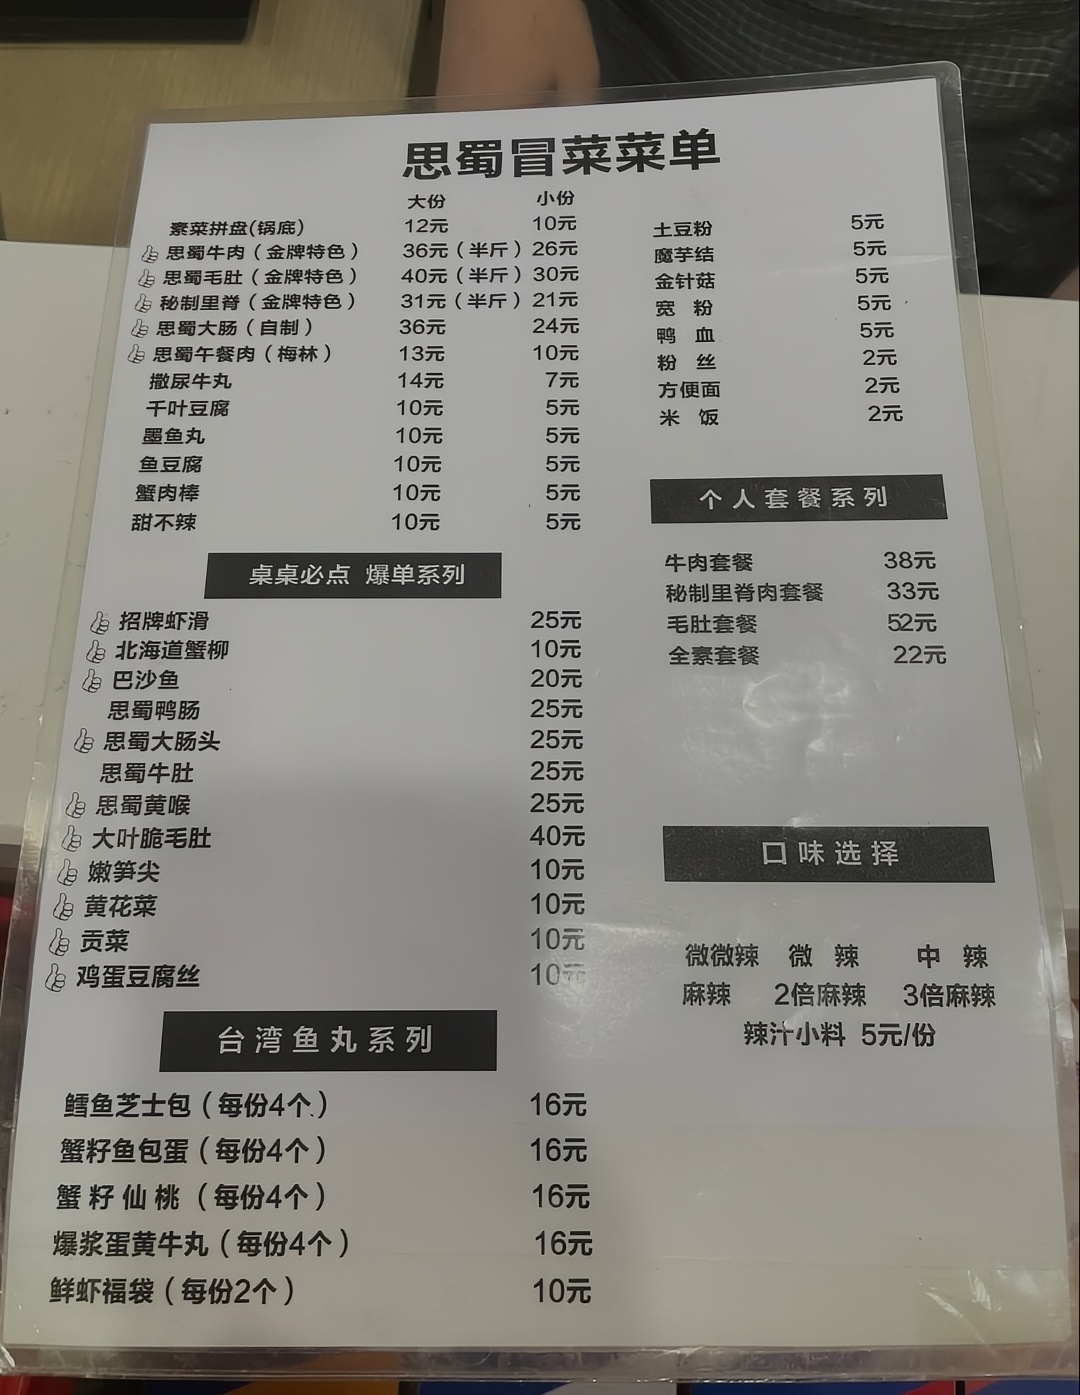 思蜀冒菜菜单
大份 小份
素菜拼盘(锅底) 12元 10元
思蜀牛肉（金牌特色） 36元（半斤）26元
思蜀毛肚（金牌特色） 40元（半斤）30元
秘制里脊（金牌特色） 31元（半斤）21元
思蜀大肠（自制） 36元 24元
思蜀午餐肉（梅林） 13元 10元
撒尿牛丸 14元 7元
千叶豆腐 10元 5元
墨鱼丸 10元 5元
鱼豆腐 10元 5元
蟹肉棒 10元 5元
甜不辣 10元 5元
桌桌必点 爆单系列
招牌虾滑 25元
北海道蟹柳 10元
巴沙鱼 20元
思蜀鸭肠 25元
思蜀大肠头 25元
思蜀牛肚 25元
思蜀黄喉 25元
大叶脆毛肚 40元
嫩笋尖 10元
黄花菜 10元
贡菜 10元
鸡蛋豆腐丝 10元
台湾鱼丸系列
鳕鱼芝士包（每份4个） 16元
蟹籽鱼包蛋（每份4个） 16元
蟹籽仙桃（每份4个） 16元
爆浆蛋黄牛丸（每份4个） 16元
鲜虾福袋（每份2个） 10元
土豆粉 5元
魔芋结 5元
金针菇 5元
宽 粉 5元
鸭 血 5元
粉 丝 2元
方便面 2元
米 饭 2元
个人套餐系列
牛肉套餐 38元
秘制里脊肉套餐 33元
毛肚套餐 52元
全素套餐 22元
口味选择
微微辣 微 辣 中 辣
麻辣 2倍麻辣 3倍麻辣
辣汁小料 5元/份